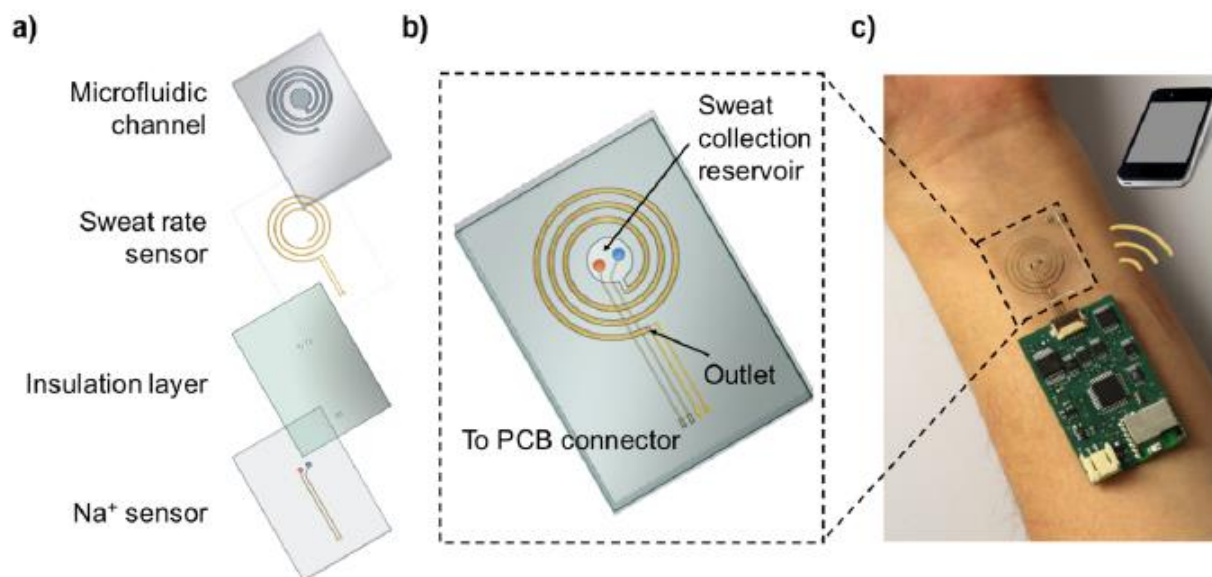 a)
Microfluidic
channel
Sweat rate
sensor
Insulation layer
Na⁺ sensor
b)
Sweat
collection
reservoir
Outlet
To PCB connector
c)